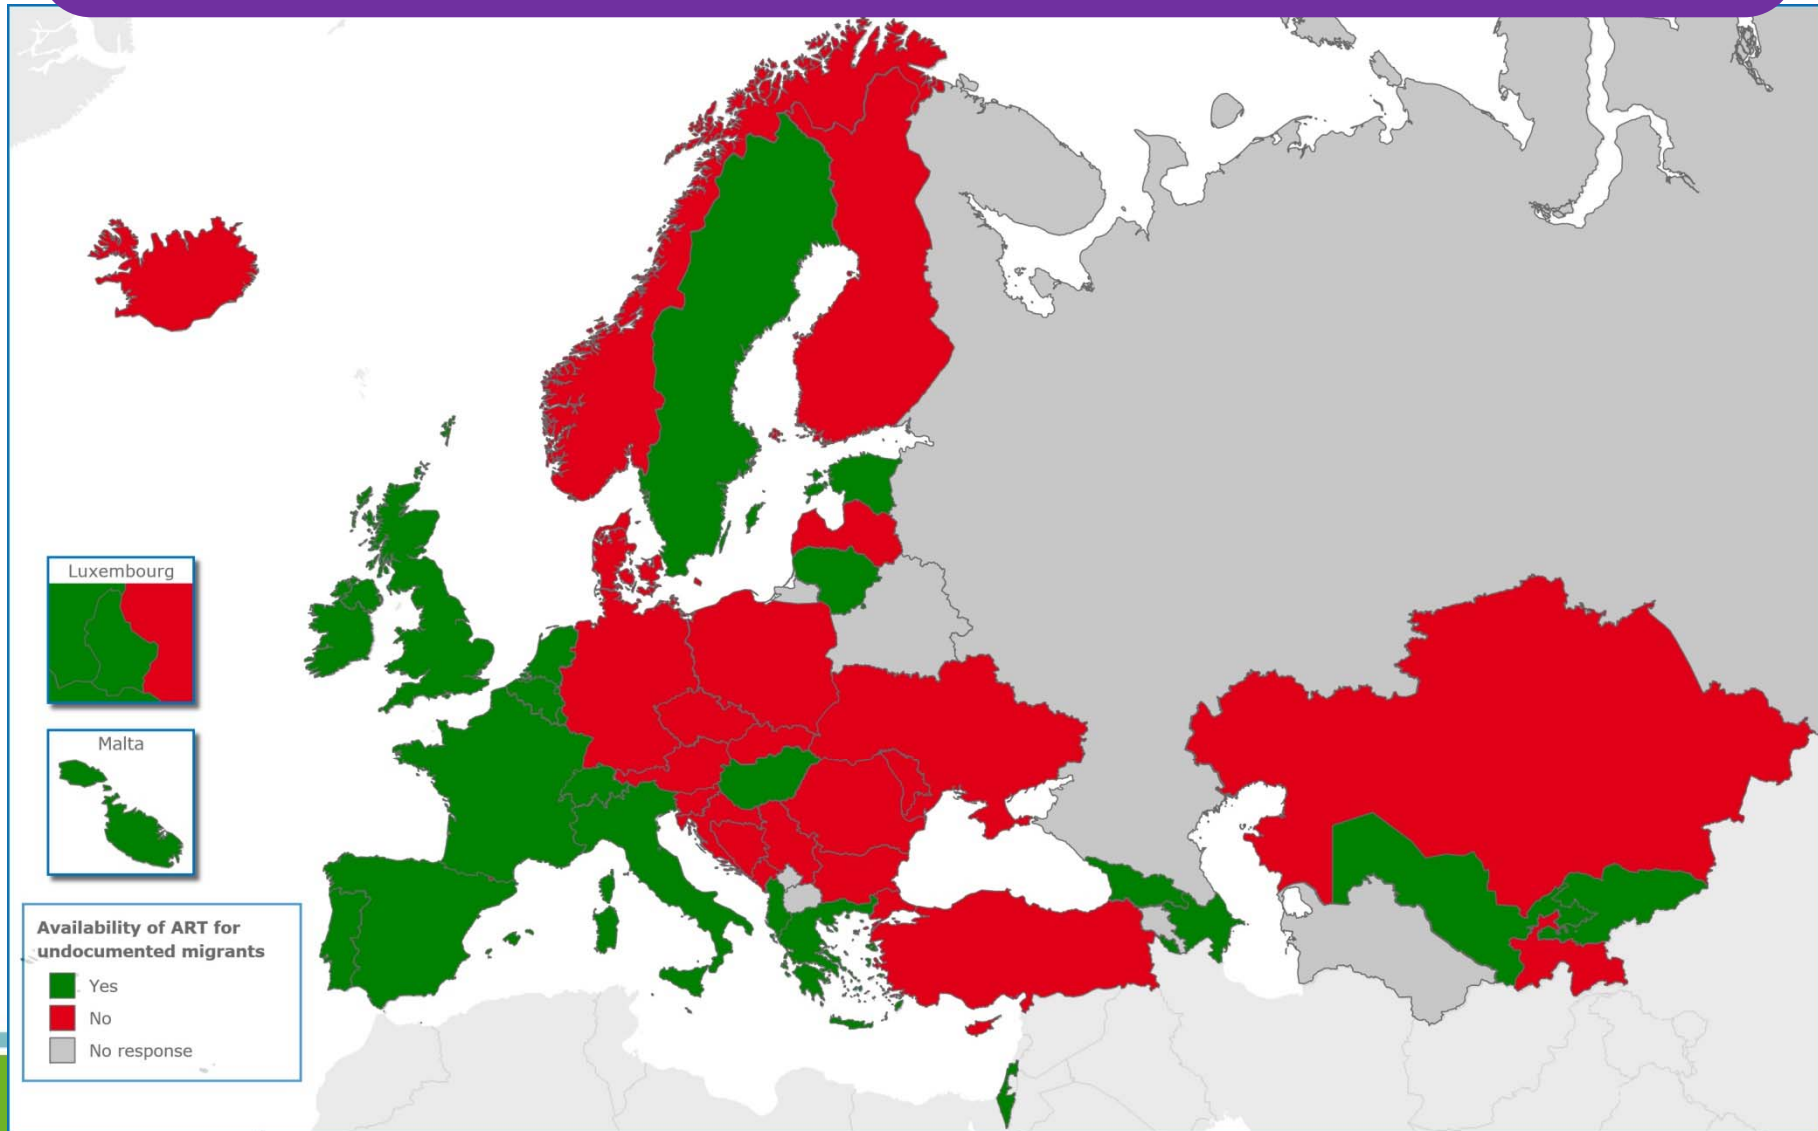 Luxembourg
Malta
Availability of ART for
undocumented migrants
Yes
No
No response